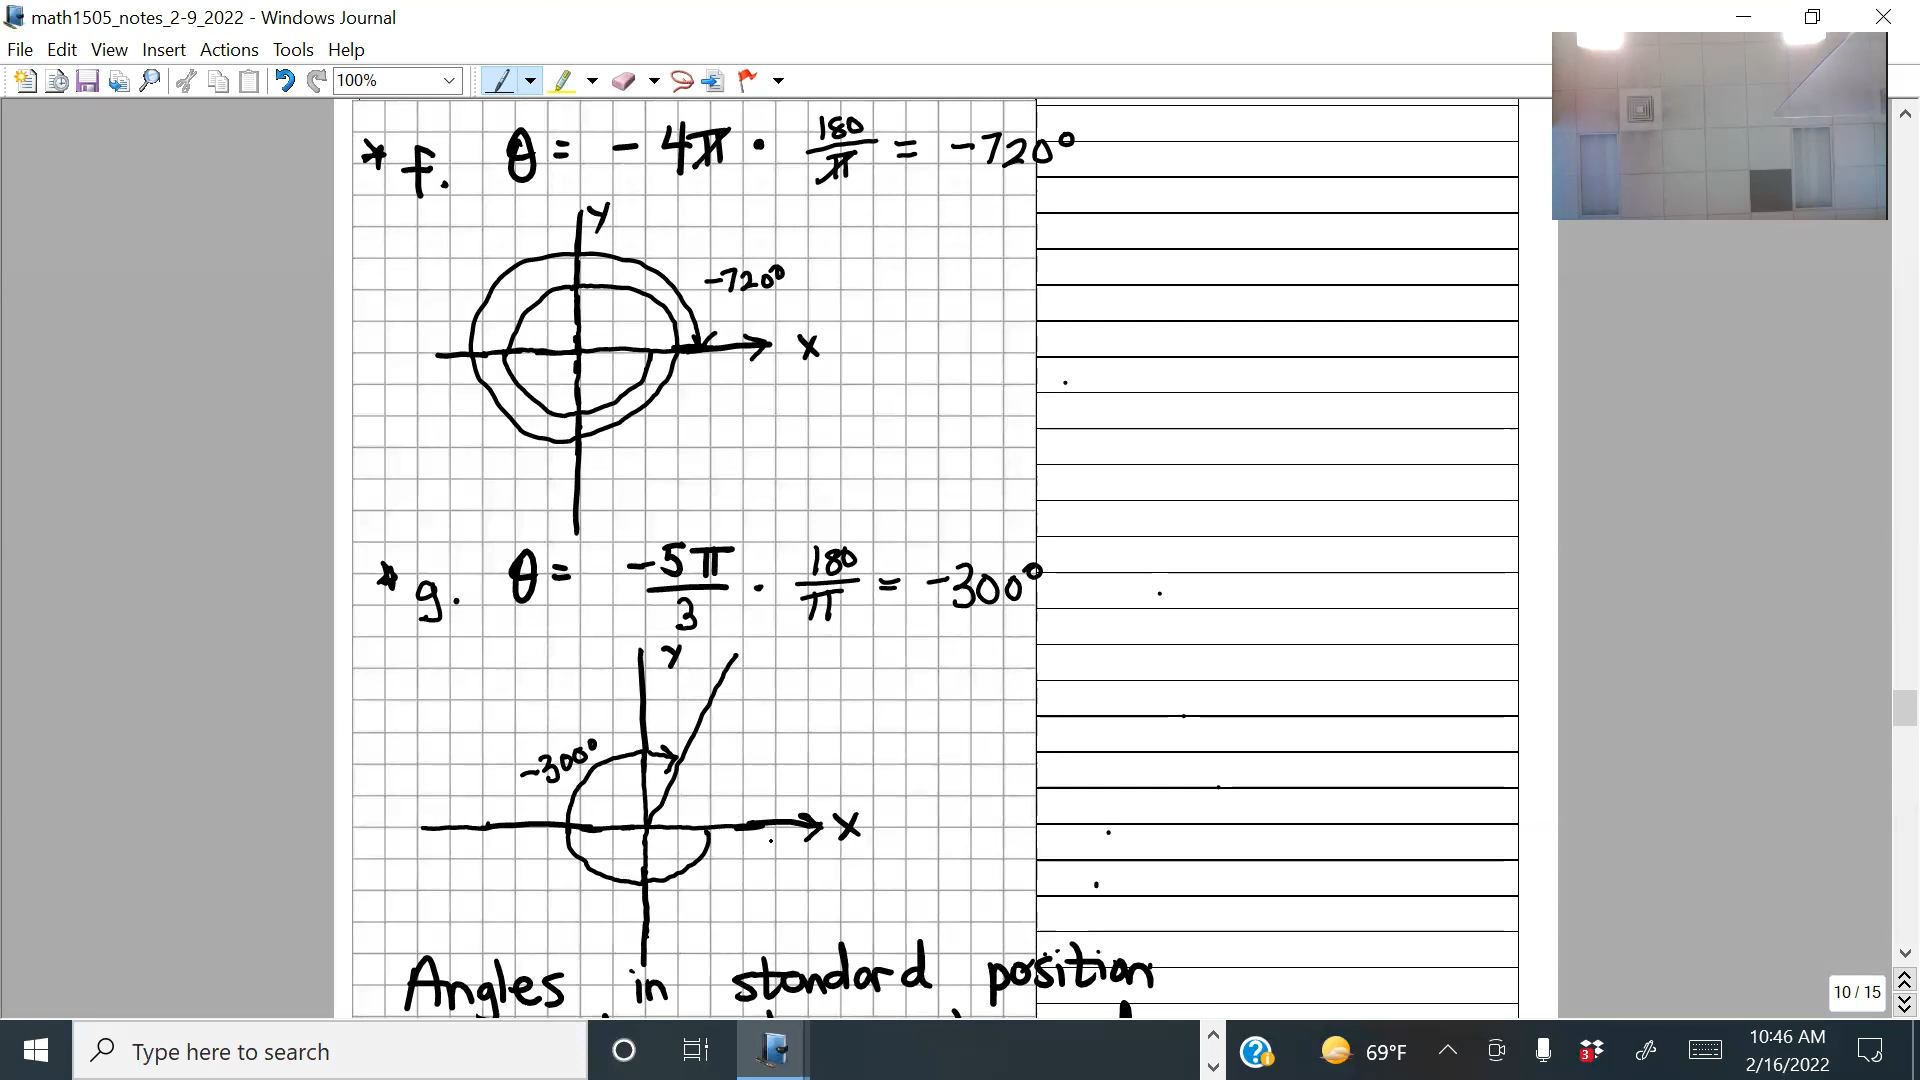 math1505_notes_2-9_2022 - Windows Journal
File Edit View Insert Actions Tools Help
100%
* f. θ = - 4π · 180/π = -720°
y
-720°
x
* g. θ = -5π/3 · 180/π = -300°
y
-300°
x
Angles in standard position
10 / 15
Type here to search
69°F
3
10:46 AM
2/16/2022